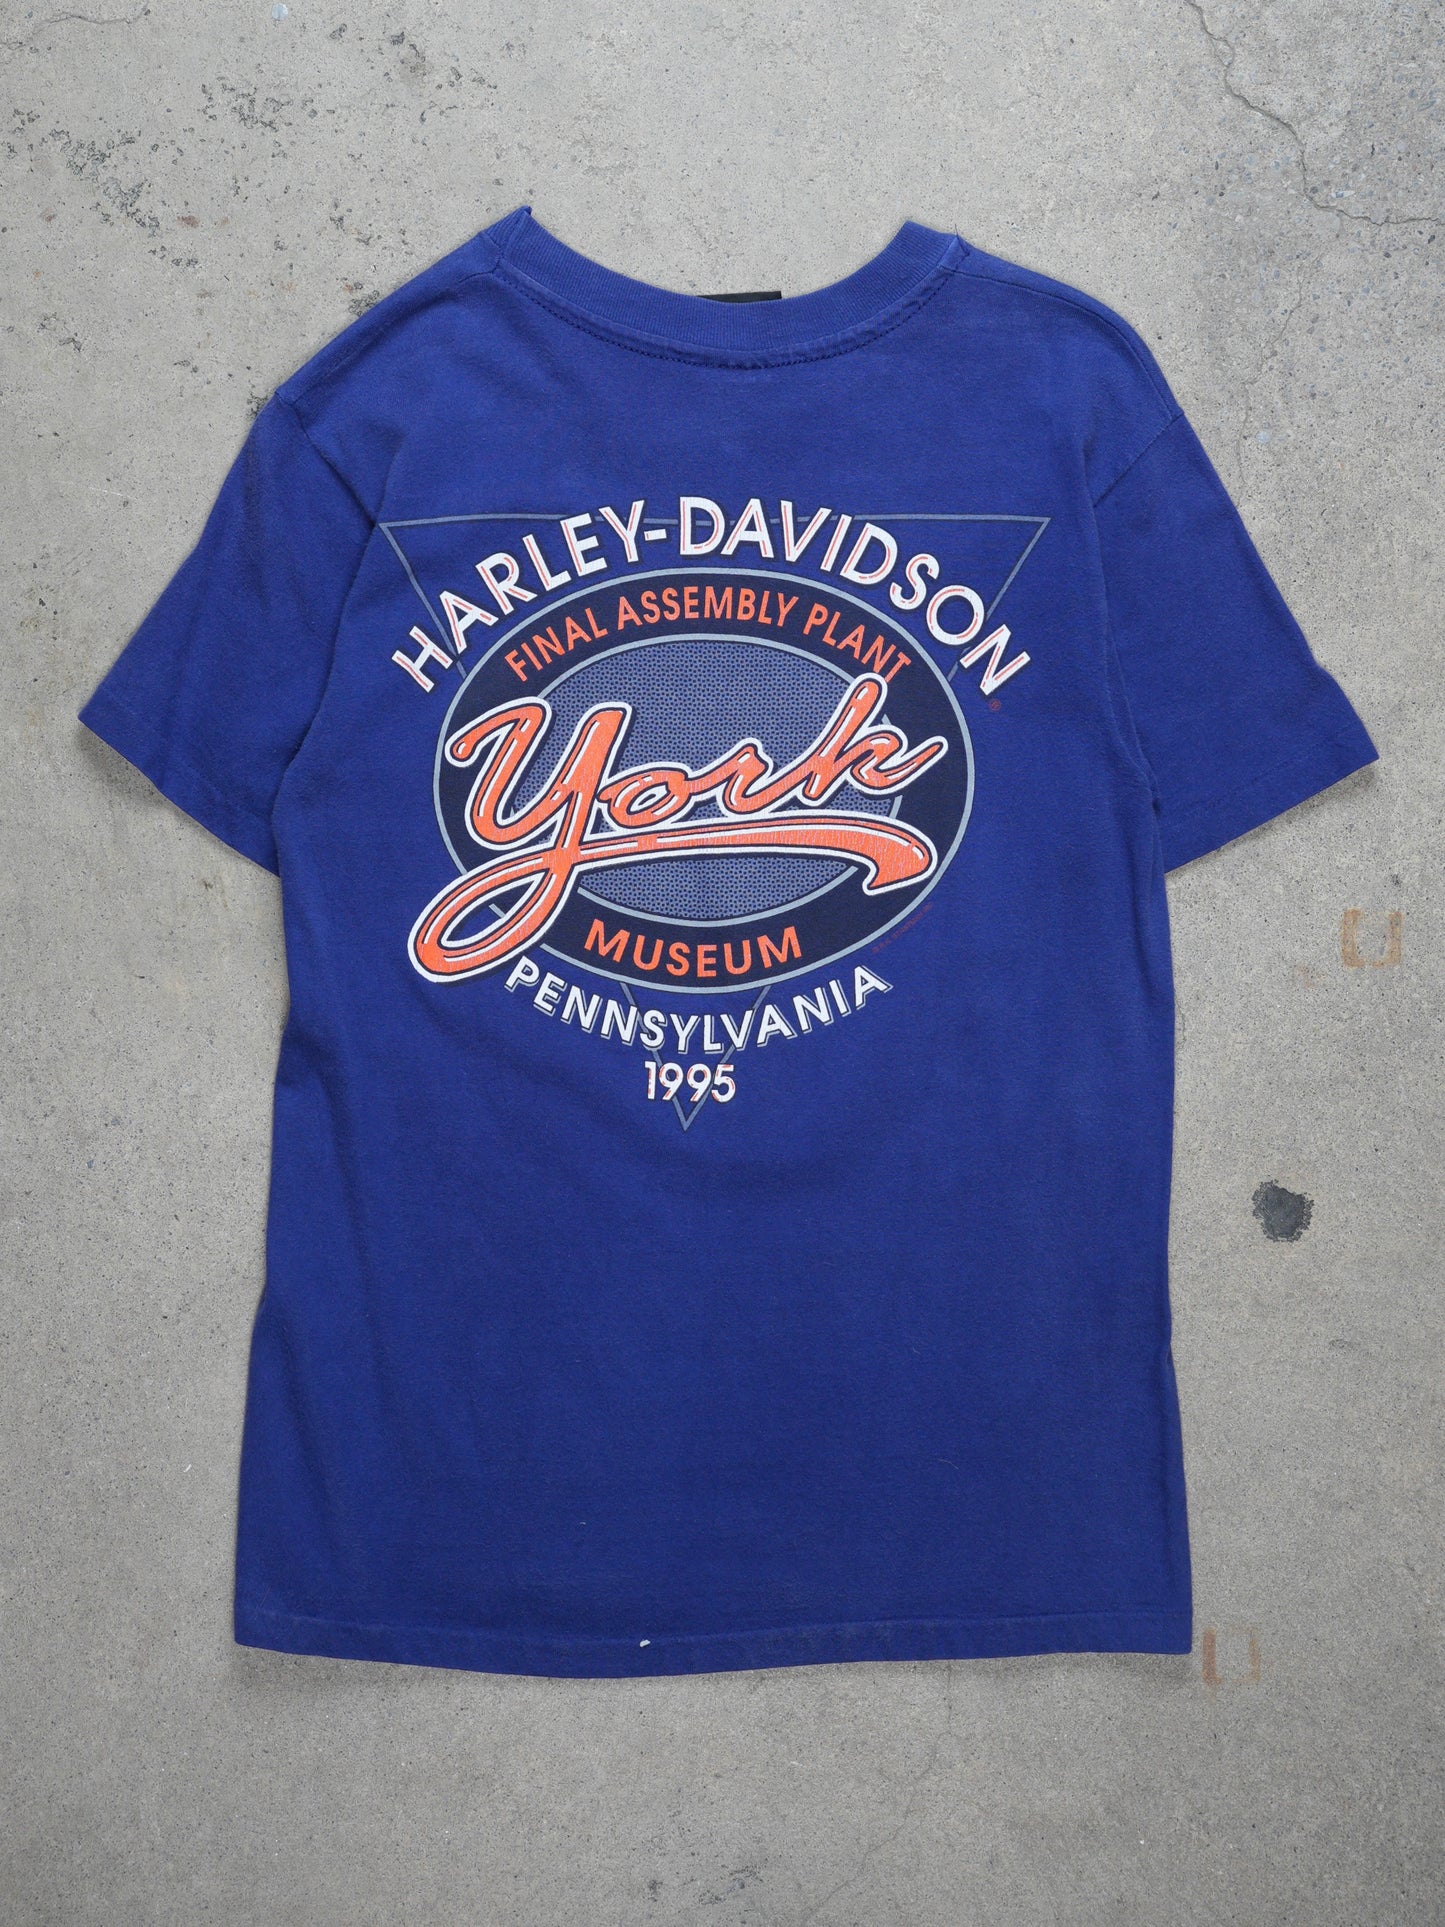 HARLEY-DAVIDSON
®
FINAL ASSEMBLY PLANT
York
MUSEUM
PENNSYLVANIA
1995